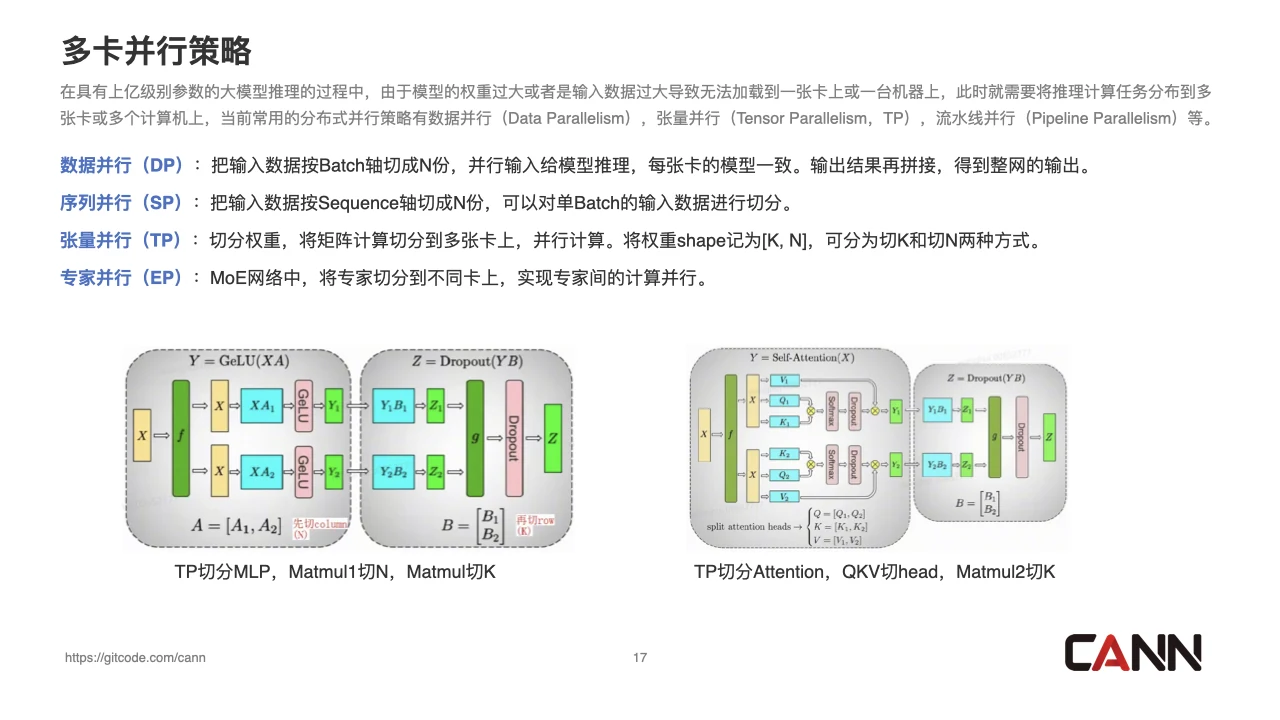 多卡并行策略
在具有上亿级别参数的大模型推理的过程中，由于模型的权重过大或者是输入数据过大导致无法加载到一张卡上或一台机器上，此时就需要将推理计算任务分布到多
张卡或多个计算机上，当前常用的分布式并行策略有数据并行（Data Parallelism），张量并行（Tensor Parallelism，TP），流水线并行（Pipeline Parallelism）等。
数据并行（DP）：把输入数据按Batch轴切成N份，并行输入给模型推理，每张卡的模型一致。输出结果再拼接，得到整网的输出。
序列并行（SP）：把输入数据按Sequence轴切成N份，可以对单Batch的输入数据进行切分。
张量并行（TP）：切分权重，将矩阵计算切分到多张卡上，并行计算。将权重shape记为[K, N]，可分为切K和切N两种方式。
专家并行（EP）：MoE网络中，将专家切分到不同卡上，实现专家间的计算并行。
Y = GeLU(XA)
X
f
X
XA₁
GeLU
Y₁
X
XA₂
GeLU
Y₂
A = [A₁, A₂]
先切column
(N)
Z = Dropout(YB)
Y₁B₁
Z₁
Y₂B₂
Z₂
g
Dropout
Z
B = [B₁
B₂]
再切row
(K)
TP切分MLP，Matmul1切N，Matmul切K
Y = Self-Attention(X)
X
f
X
V₁
Q₁
K₁
Softmax
Dropout
Y₁
X
K₂
Q₂
V₂
Softmax
Dropout
Y₂
split attention heads → { Q = [Q₁, Q₂]
K = [K₁, K₂]
V = [V₁, V₂]
Z = Dropout(YB)
Y₁B₁
Z₁
Y₂B₂
Z₂
g
Dropout
Z
B = [B₁
B₂]
TP切分Attention，QKV切head，Matmul2切K
https://gitcode.com/cann
17
CANN